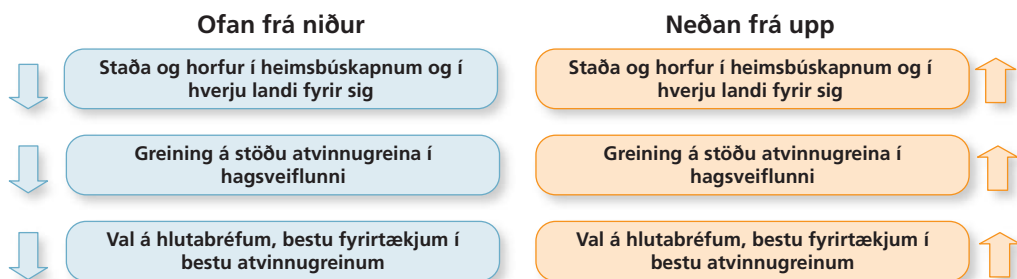 Ofan frá niður
Staða og horfur í heimsbúskapnum og í
hverju landi fyrir sig
Greining á stöðu atvinnugreina í
hagsveiflunni
Val á hlutabréfum, bestu fyrirtækjum í
bestu atvinnugreinum
Neðan frá upp
Staða og horfur í heimsbúskapnum og í
hverju landi fyrir sig
Greining á stöðu atvinnugreina í
hagsveiflunni
Val á hlutabréfum, bestu fyrirtækjum í
bestu atvinnugreinum